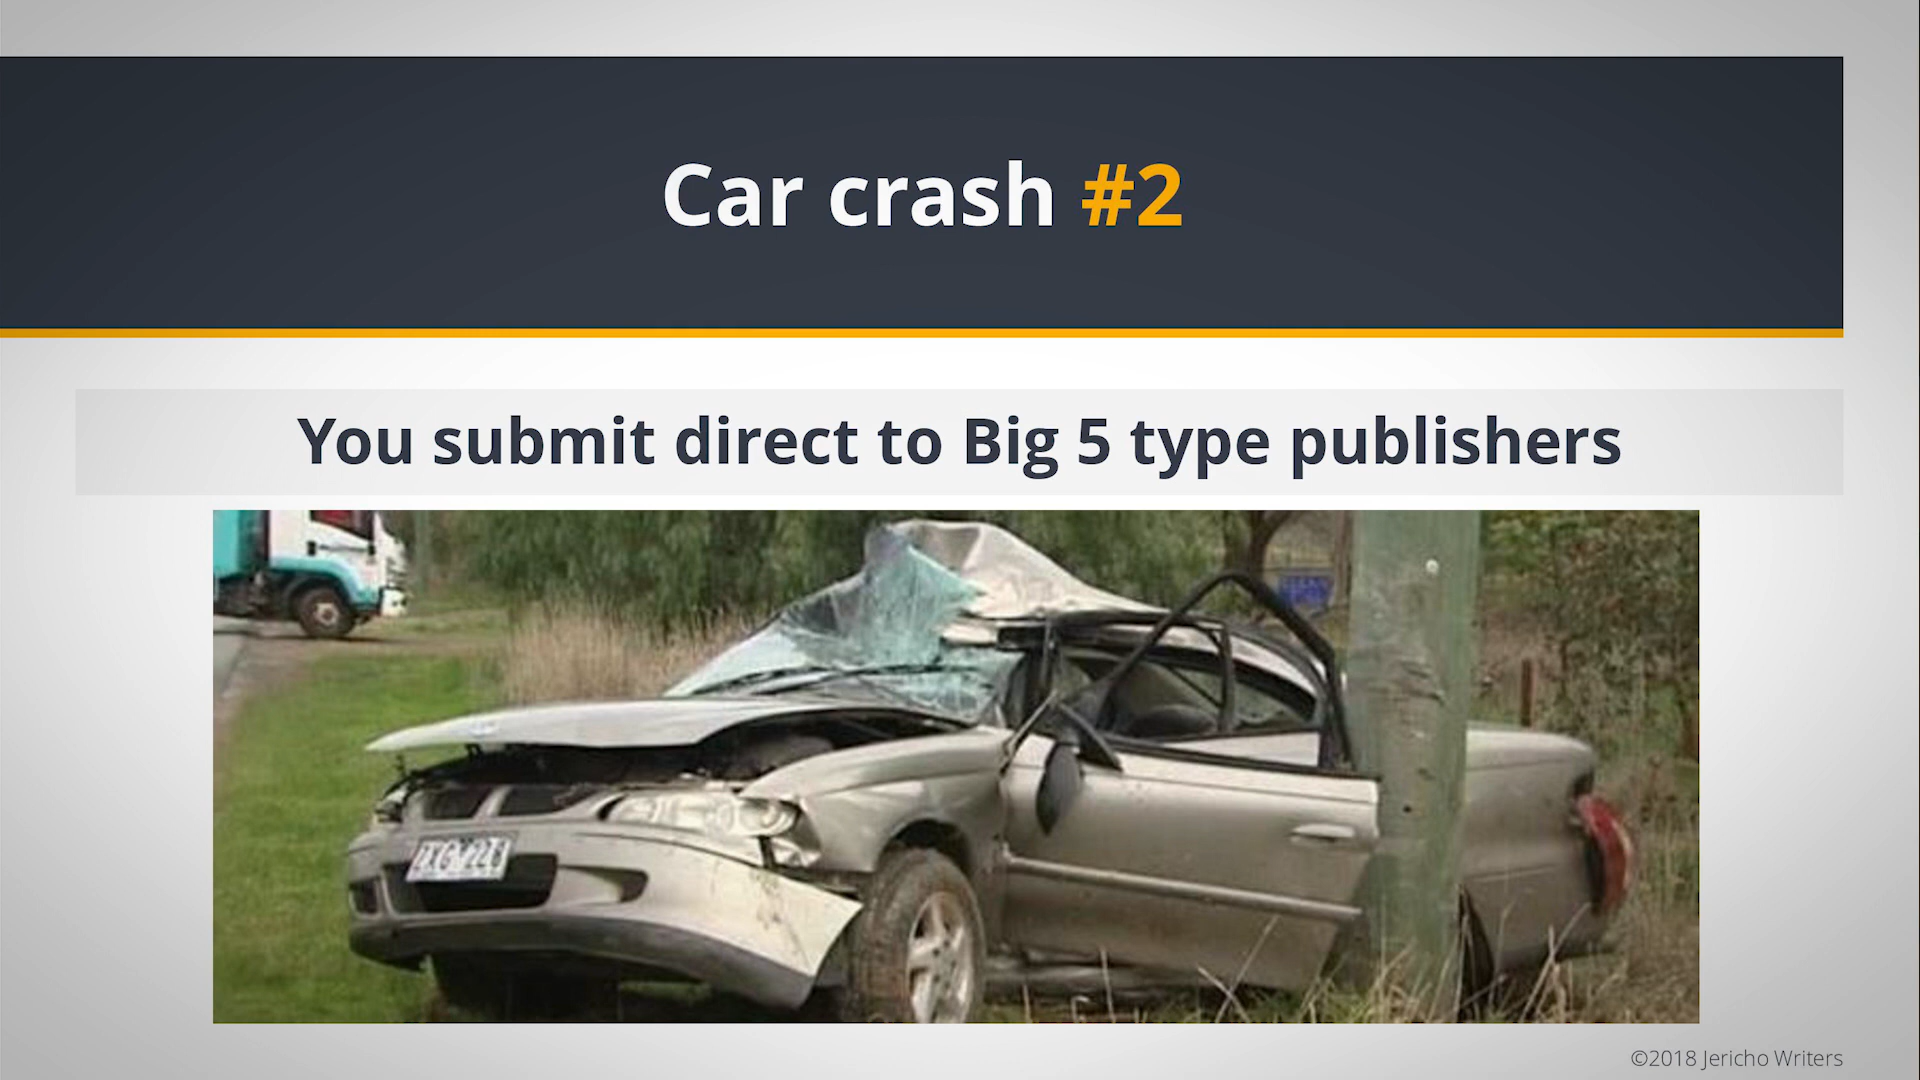 Car crash #2
You submit direct to Big 5 type publishers
©2018 Jericho Writers